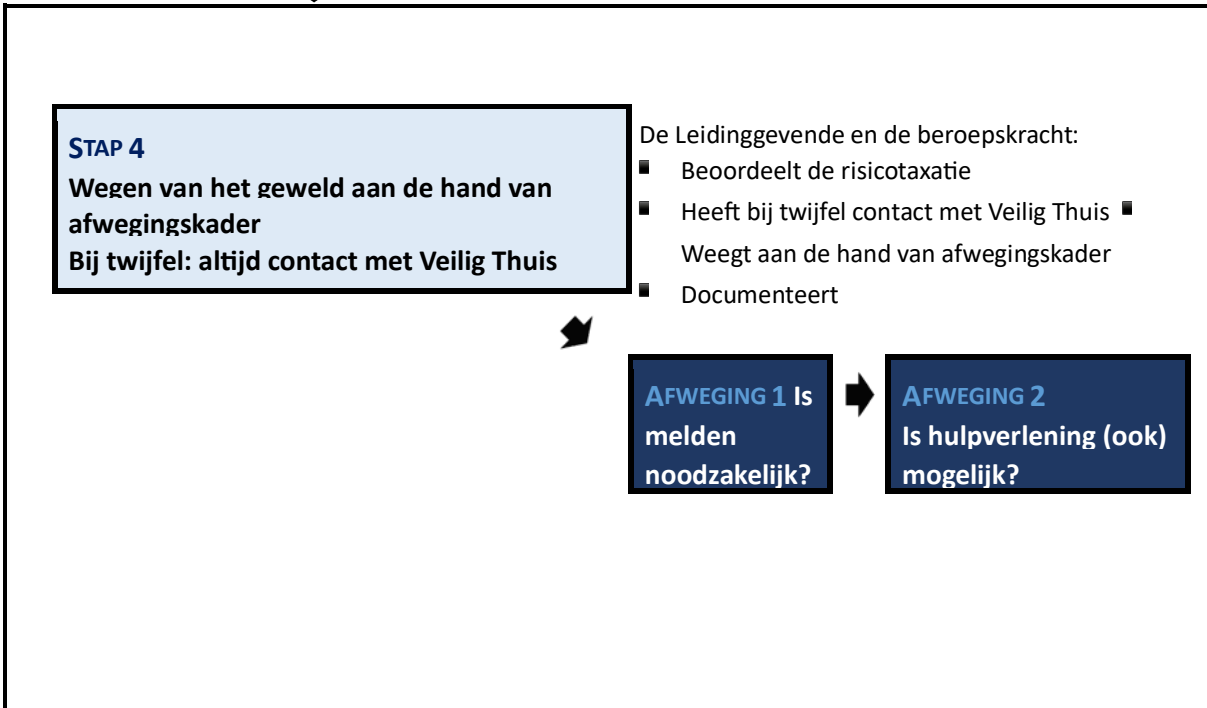 STAP 4
Wegen van het geweld aan de hand van
afwegingskader
Bij twijfel: altijd contact met Veilig Thuis
De Leidinggevende en de beroepskracht:
▪ Beoordeelt de risicotaxatie
▪ Heeft bij twijfel contact met Veilig Thuis ▪
Weegt aan de hand van afwegingskader
▪ Documenteert
AFWEGING 1 Is
melden
noodzakelijk?
AFWEGING 2
Is hulpverlening (ook)
mogelijk?